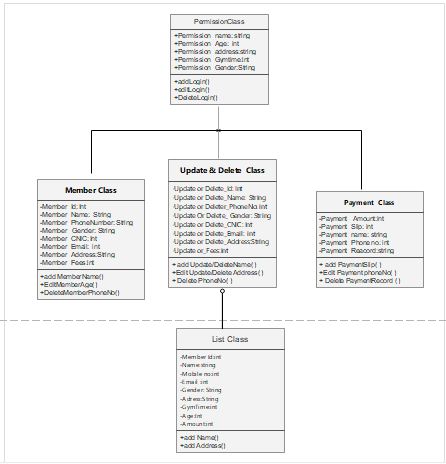 PermissionClass
+Permission name: string
+Permission Age: int
+Permission address:string
+Permission Gymtime:int
+Permission Gender:String
+addLogin()
+editLogin()
+DeleteLogin()
Member Class
-Member Id: Int
-Member Name: String
-Member PhoneNumber: String
-Member Gender: String
-Member CNIC: Int
-Member Email: int
-Member Address:String
-Member Fees:int
+add MemberName()
+EditMemberAge()
+DeleteMemberPhoneNo()
Update & Delete Class
-Update or Delete_Id: int
-Update or Delete_Name: String
-Update or Deleter_PhoneNo:int
-Update Or Delete_Gender: String
-Update or Delete_CNIC: Int
-Update or Delete_Email: int
-Update or Delete_Address:String
-Update or_Fees:int
+ add Update/DeleteName()
+Edit Update/Delete Address()
+ Delete PhoneNo()
Payment Class
-Payment Amount:int
-Payment Slip: int
-Payment name: string
-Payment Phone no: int
-Payment Reecord:string
+ add PaymentSlip( )
+Edit Payment phoneNo( )
+ Delete PaymentRecord ( )
List Class
-Member Id:int
-Name:string
-Mobile no:int
-Email :int
-Gender: String
-Adress:String
-GymTime:int
-Age:int
-Amount:int
+add Name()
+add Address()